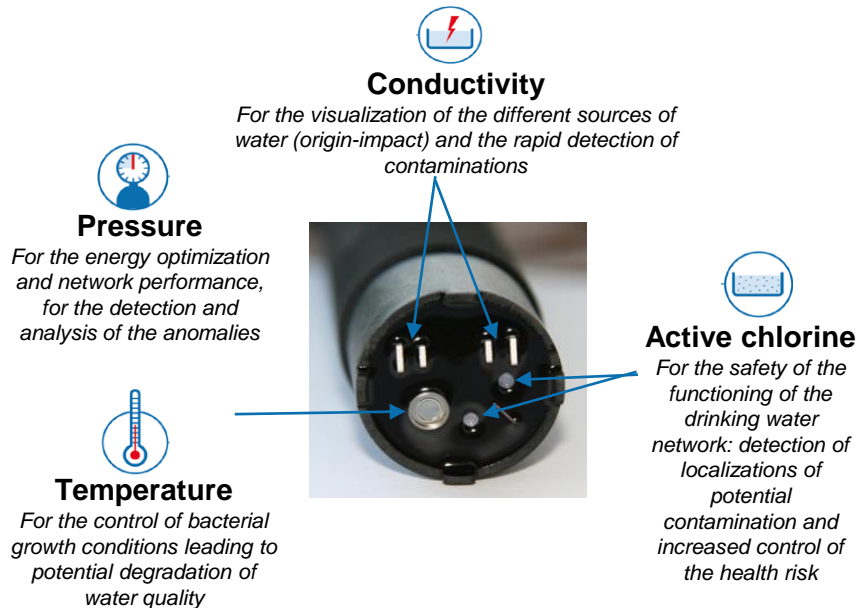 Conductivity
For the visualization of the different sources of
water (origin-impact) and the rapid detection of
contaminations
Pressure
For the energy optimization
and network performance,
for the detection and
analysis of the anomalies
Active chlorine
For the safety of the
functioning of the
drinking water
network: detection of
localizations of
potential
contamination and
increased control of
the health risk
Temperature
For the control of bacterial
growth conditions leading to
potential degradation of
water quality